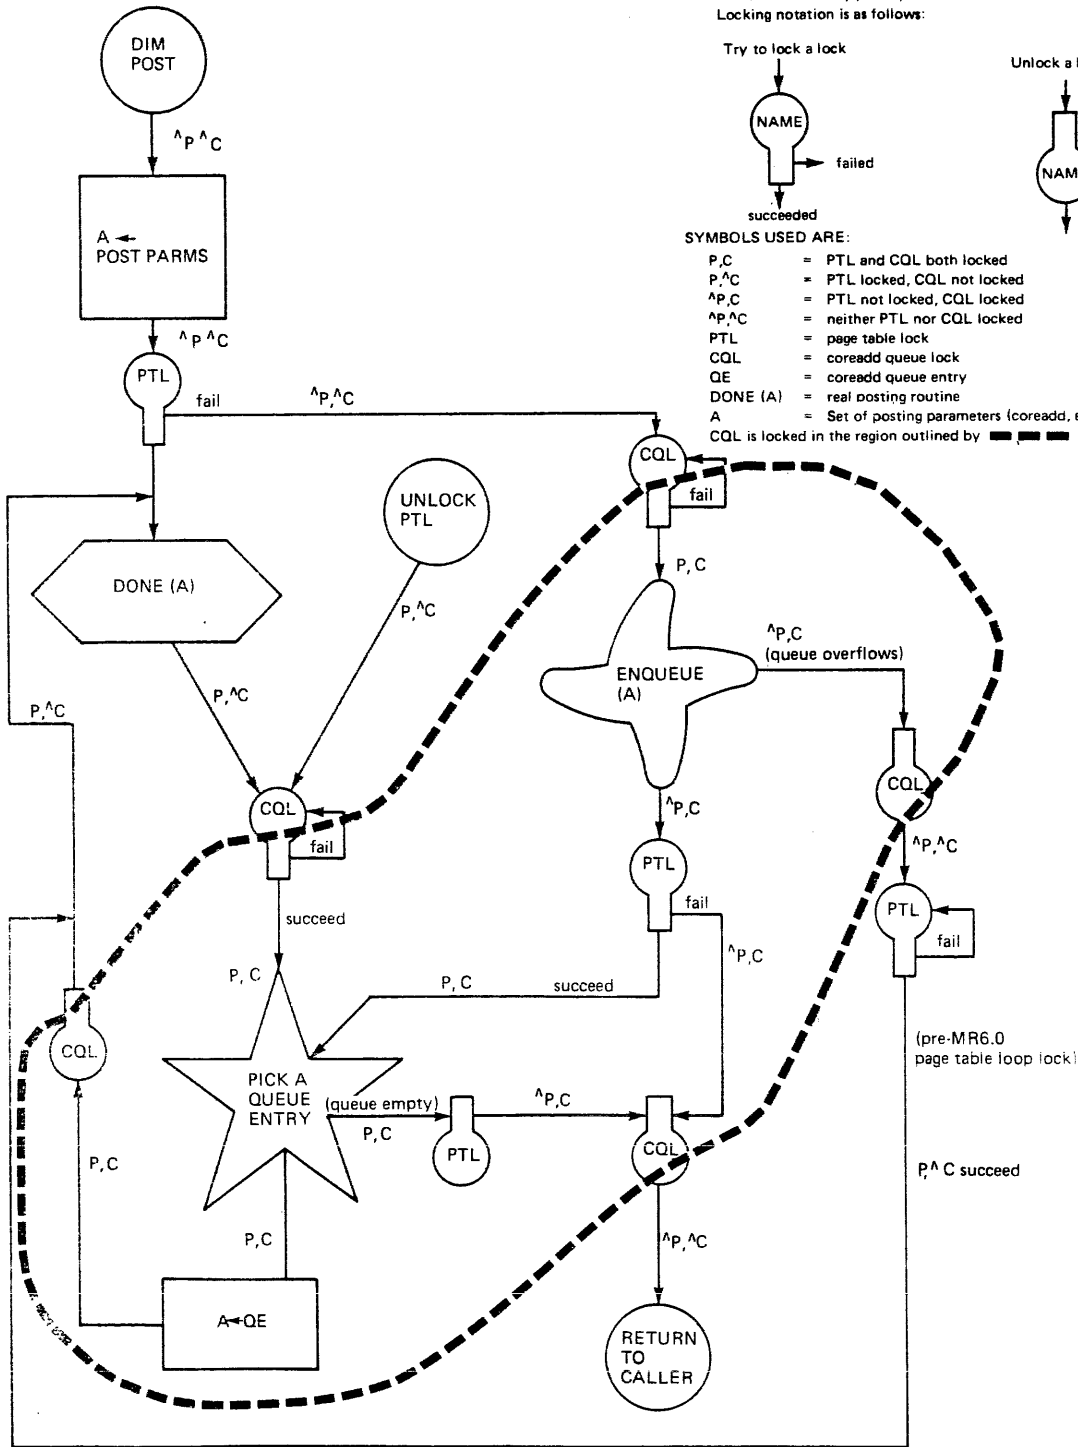 Locking notation is as follows:
Try to lock a lock
Unlock a
NAME
failed
succeeded
DIM
POST
^P ^C
A ←
POST PARMS
^P ^C
PTL
fail
^P,^C
SYMBOLS USED ARE:
P,C = PTL and CQL both locked
P,^C = PTL locked, CQL not locked
^P,C = PTL not locked, CQL locked
^P,^C = neither PTL nor CQL locked
PTL = page table lock
CQL = coreadd queue lock
QE = coreadd queue entry
DONE (A) = real posting routine
A = Set of posting parameters (coreadd,
CQL is locked in the region outlined by
CQL
fail
UNLOCK
PTL
P, C
DONE (A)
P,^C
^P,C
(queue overflows)
ENQUEUE
(A)
P,^C
P,^C
CQL
CQL
fail
^P,C
^P,^C
PTL
fail
PTL
fail
succeed
^P,C
P, C
P, C
succeed
CQL
(pre-MR6.0
page table loop lock)
PICK A
QUEUE
ENTRY
(queue empty)
P, C
^P,C
PTL
CQL
P, C
P,^ C succeed
P,C
^P,^C
A←QE
RETURN
TO
CALLER